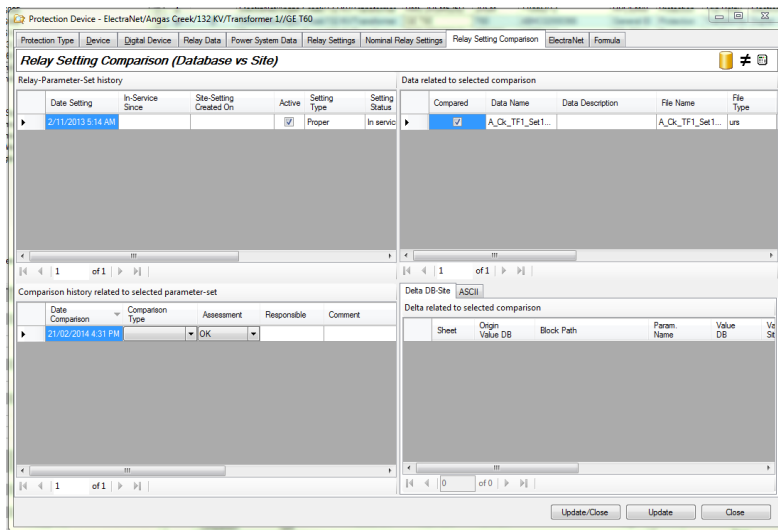 Protection Device - ElectraNet/Angas Creek/132 KV/Transformer 1//GE T60
Protection Type Device Digital Device Relay Data Power System Data Relay Settings Nominal Relay Settings Relay Setting Comparison ElectraNet Formula
Relay Setting Comparison (Database vs Site)
≠
Relay-Parameter-Set history
Date Setting In-Service Since Site-Setting Created On Active Setting Type Setting Status
2/11/2013 5:14 AM Proper In servic
1 of 1
Data related to selected comparison
Compared Data Name Data Description File Name File Type
A_Ck_TF1_Set1... A_Ck_TF1_Set1... urs
1 of 1
Comparison history related to selected parameter-set
Date Comparison Comparison Type Assessment Responsible Comment
21/02/2014 4:31 PM OK
1 of 1
Delta DB-Site ASCII
Delta related to selected comparison
Sheet Origin Value DB Block Path Param. Name Value DB Va Sit
0 of 0
Update/Close Update Close